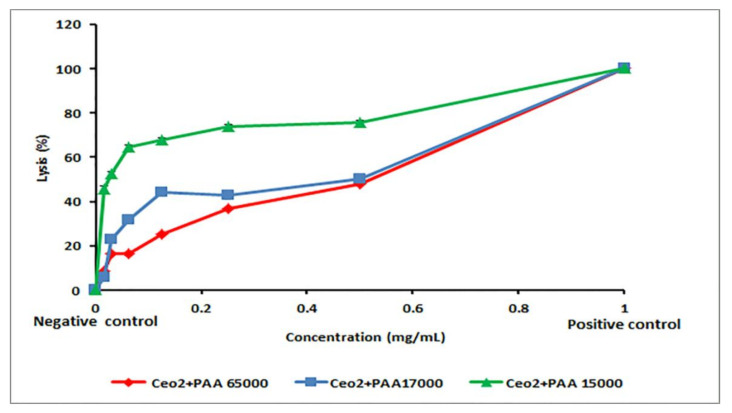 120
100
80
60
40
20
0
Lysis (%)
0 0.2 0.4 0.6 0.8 1
Negative control Positive control
Concentration (mg/mL)
Ceo2+PAA 65000 Ceo2+PAA17000 Ceo2+PAA 15000